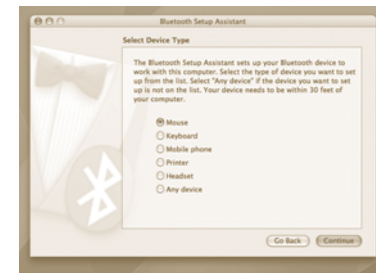 Bluetooth Setup Assistant
Select Device Type
The Bluetooth Setup Assistant sets up your Bluetooth device to
work with this computer. Select the type of device you want to set
up from the list. Select "Any device" if the device you want to set
up is not on the list. Your device needs to be within 30 feet of
your computer.
Mouse
Keyboard
Mobile phone
Printer
Headset
Any device
Go Back
Continue